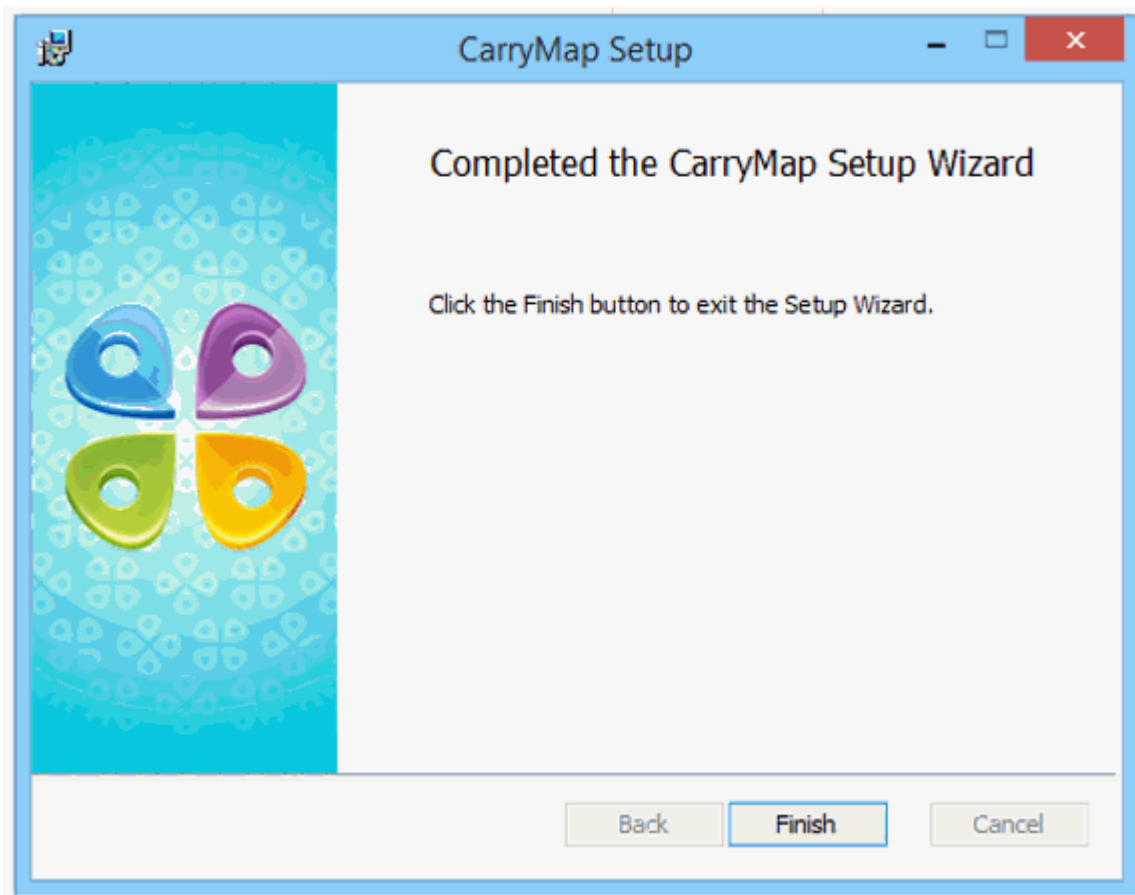 CarryMap Setup
Completed the CarryMap Setup Wizard
Click the Finish button to exit the Setup Wizard.
Back
Finish
Cancel